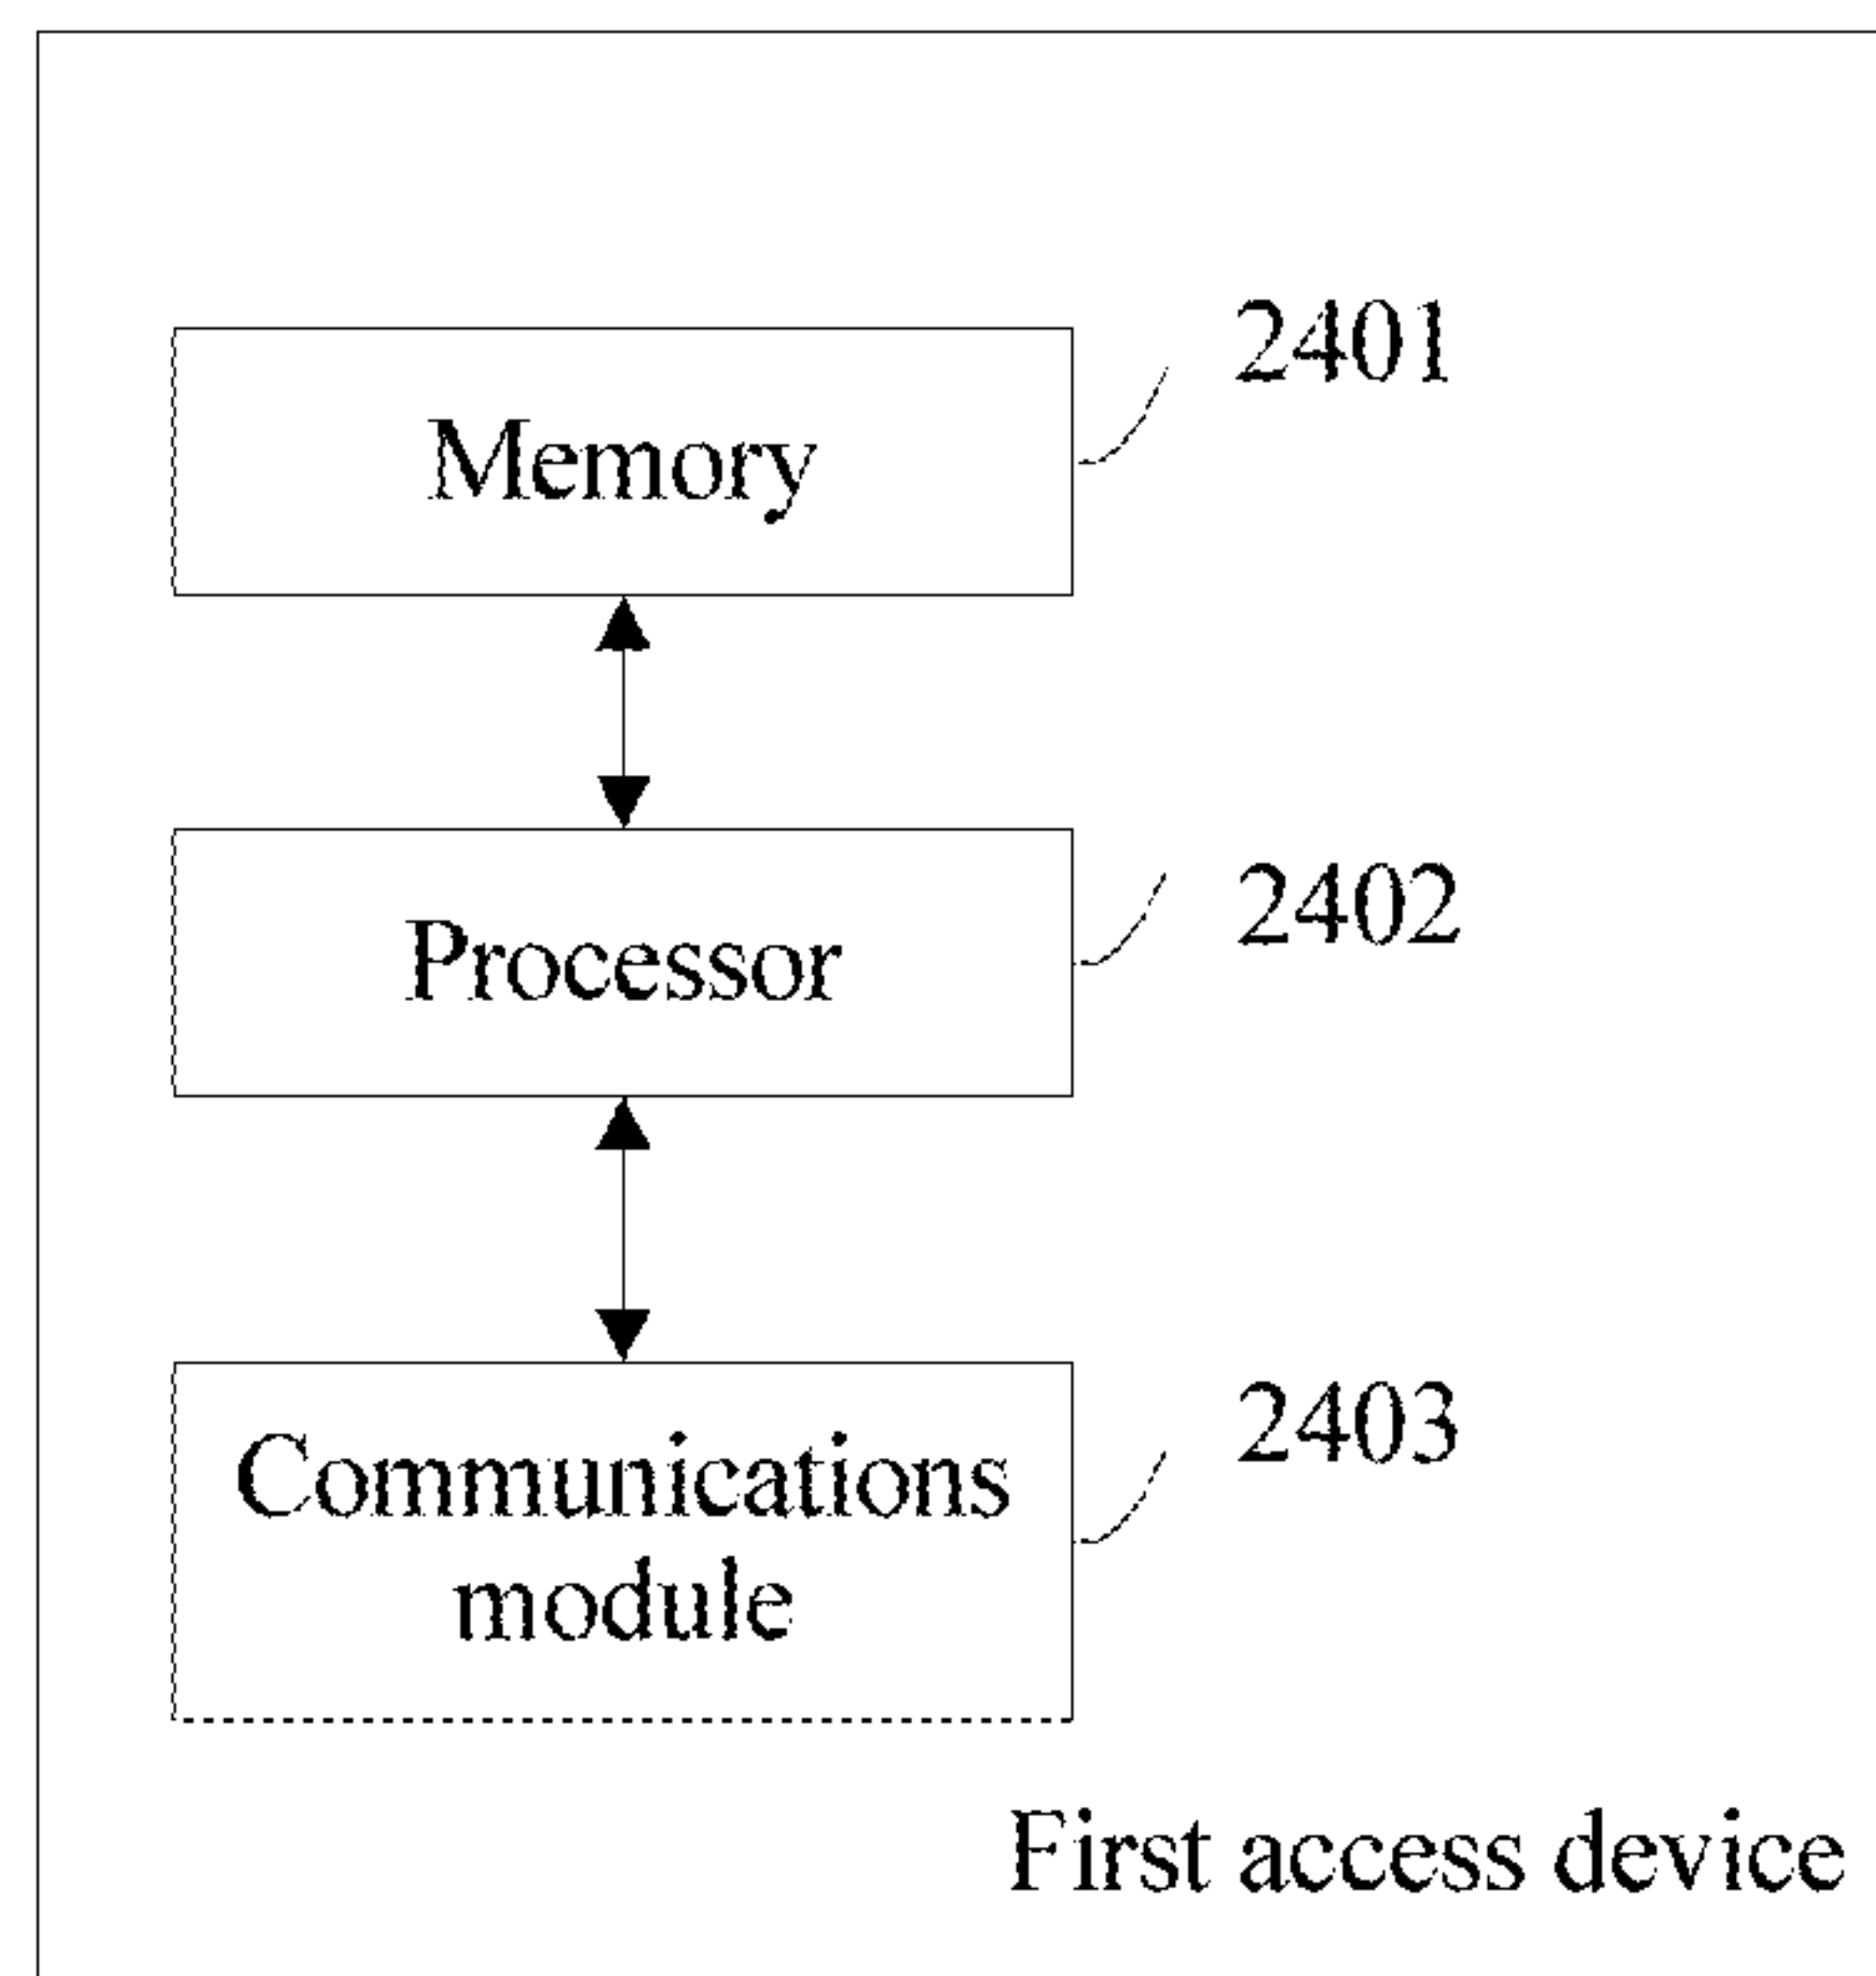 2401
Memory
2402
Processor
2403
Communications
module
First access device